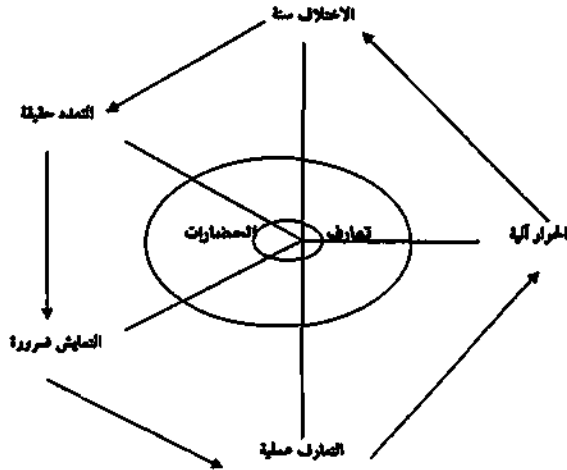 الاختلاف سنة
التعدد حقيقة
تعارف الحضارات
الحوار آلية
التعايش ضرورة
التعارف عملية